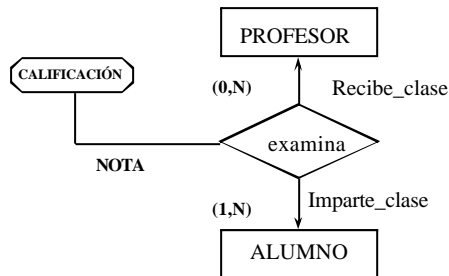 PROFESOR
CALIFICACIÓN
(0,N)
Recibe_clase
examina
NOTA
Imparte_clase
(1,N)
ALUMNO